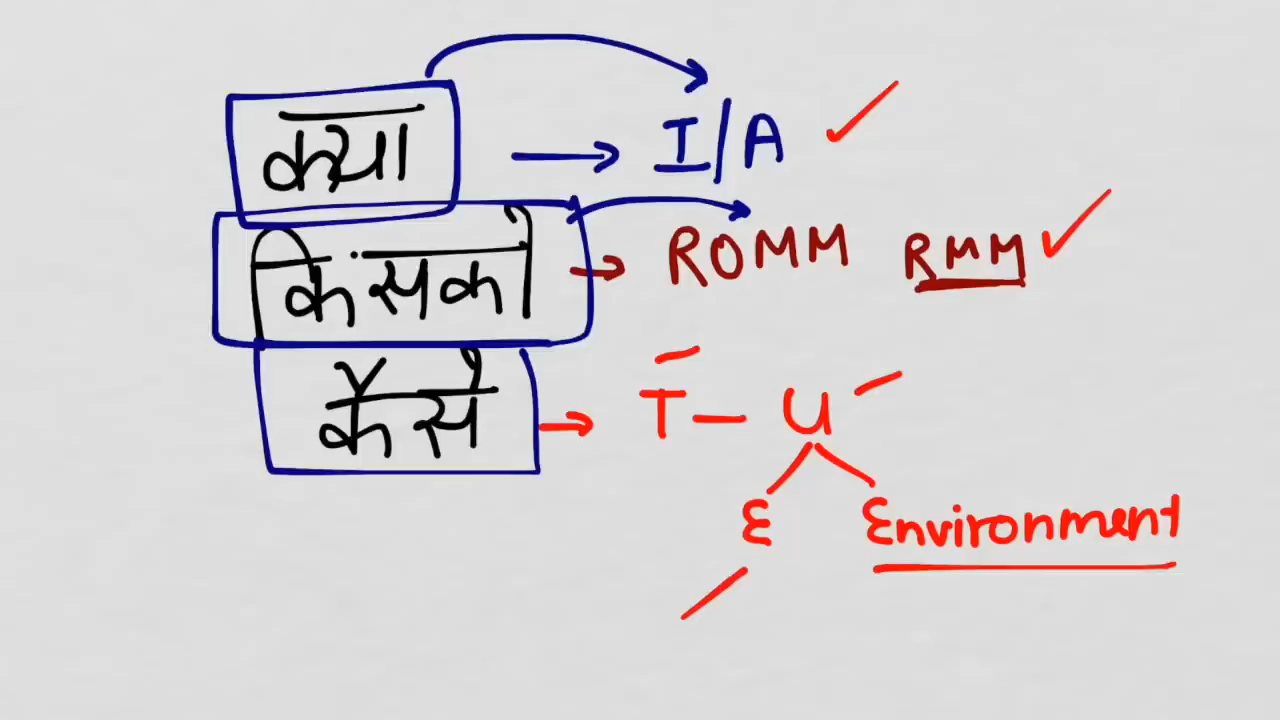 क्या → I/A
किसको → ROMM RMM
कैसे → T — U
E Environment